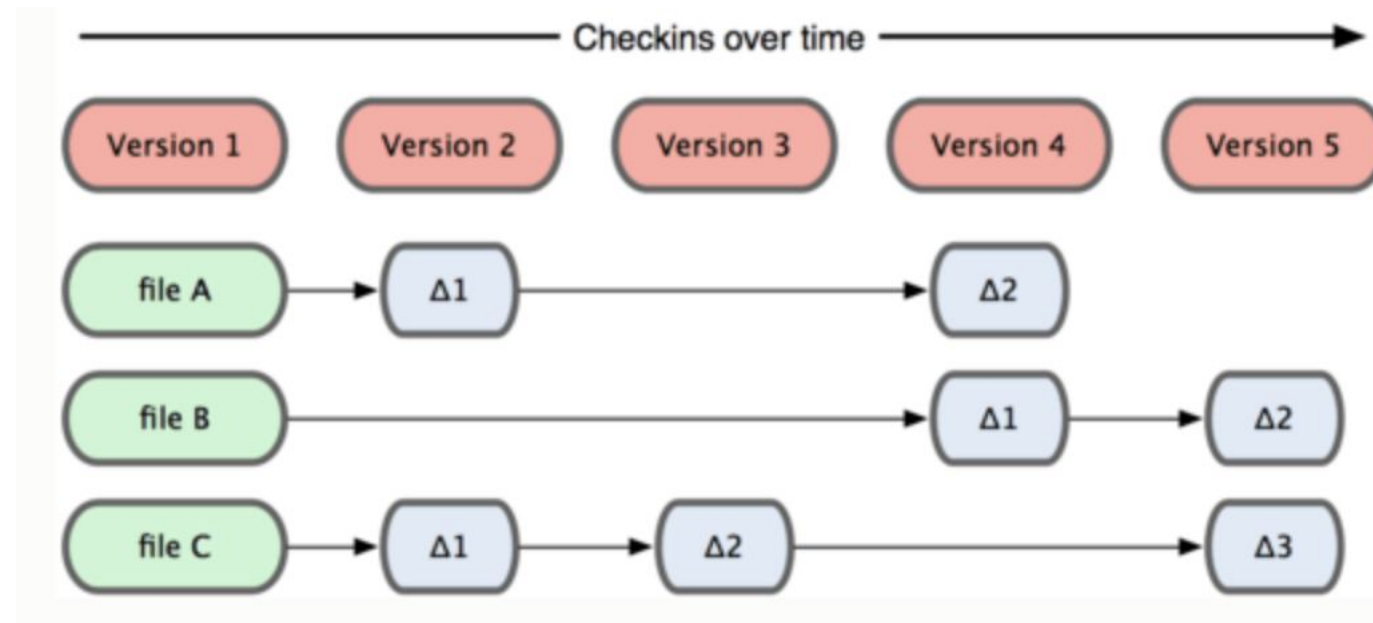 Checkins over time
Version 1 Version 2 Version 3 Version 4 Version 5
file A Δ1 Δ2
file B Δ1 Δ2
file C Δ1 Δ2 Δ3